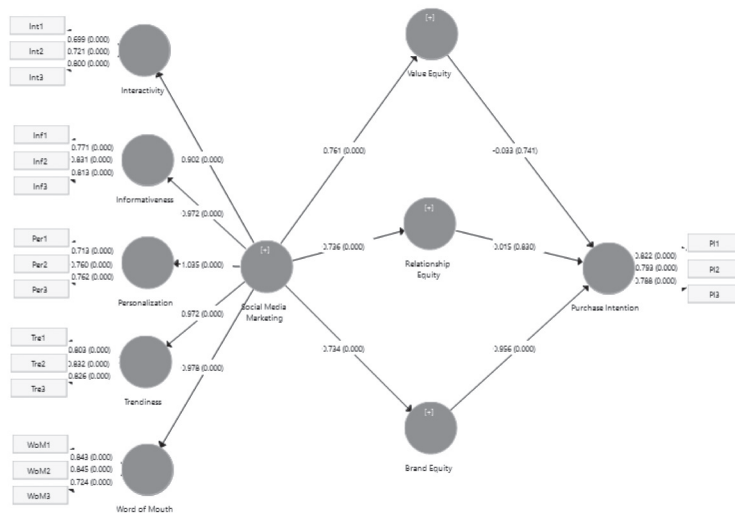 Int1
Int2
Int3
0.699 (0.000)
0.721 (0.000)
0.800 (0.000)
Interactivity
Inf1
Inf2
Inf3
0.771 (0.000)
0.831 (0.000)
0.813 (0.000)
Informativeness
Per1
Per2
Per3
0.713 (0.000)
0.760 (0.000)
0.762 (0.000)
Personalization
Tre1
Tre2
Tre3
0.803 (0.000)
0.832 (0.000)
0.826 (0.000)
Trendiness
WoM1
WoM2
WoM3
0.843 (0.000)
0.845 (0.000)
0.724 (0.000)
Word of Mouth
0.902 (0.000)
0.972 (0.000)
1.035 (0.000)
0.972 (0.000)
0.978 (0.000)
[+]
Social Media
Marketing
0.761 (0.000)
0.736 (0.000)
0.734 (0.000)
[+]
Value Equity
[+]
Relationship
Equity
[+]
Brand Equity
-0.033 (0.741)
0.015 (0.830)
0.956 (0.000)
Purchase Intention
0.822 (0.000)
0.793 (0.000)
0.788 (0.000)
PI1
PI2
PI3